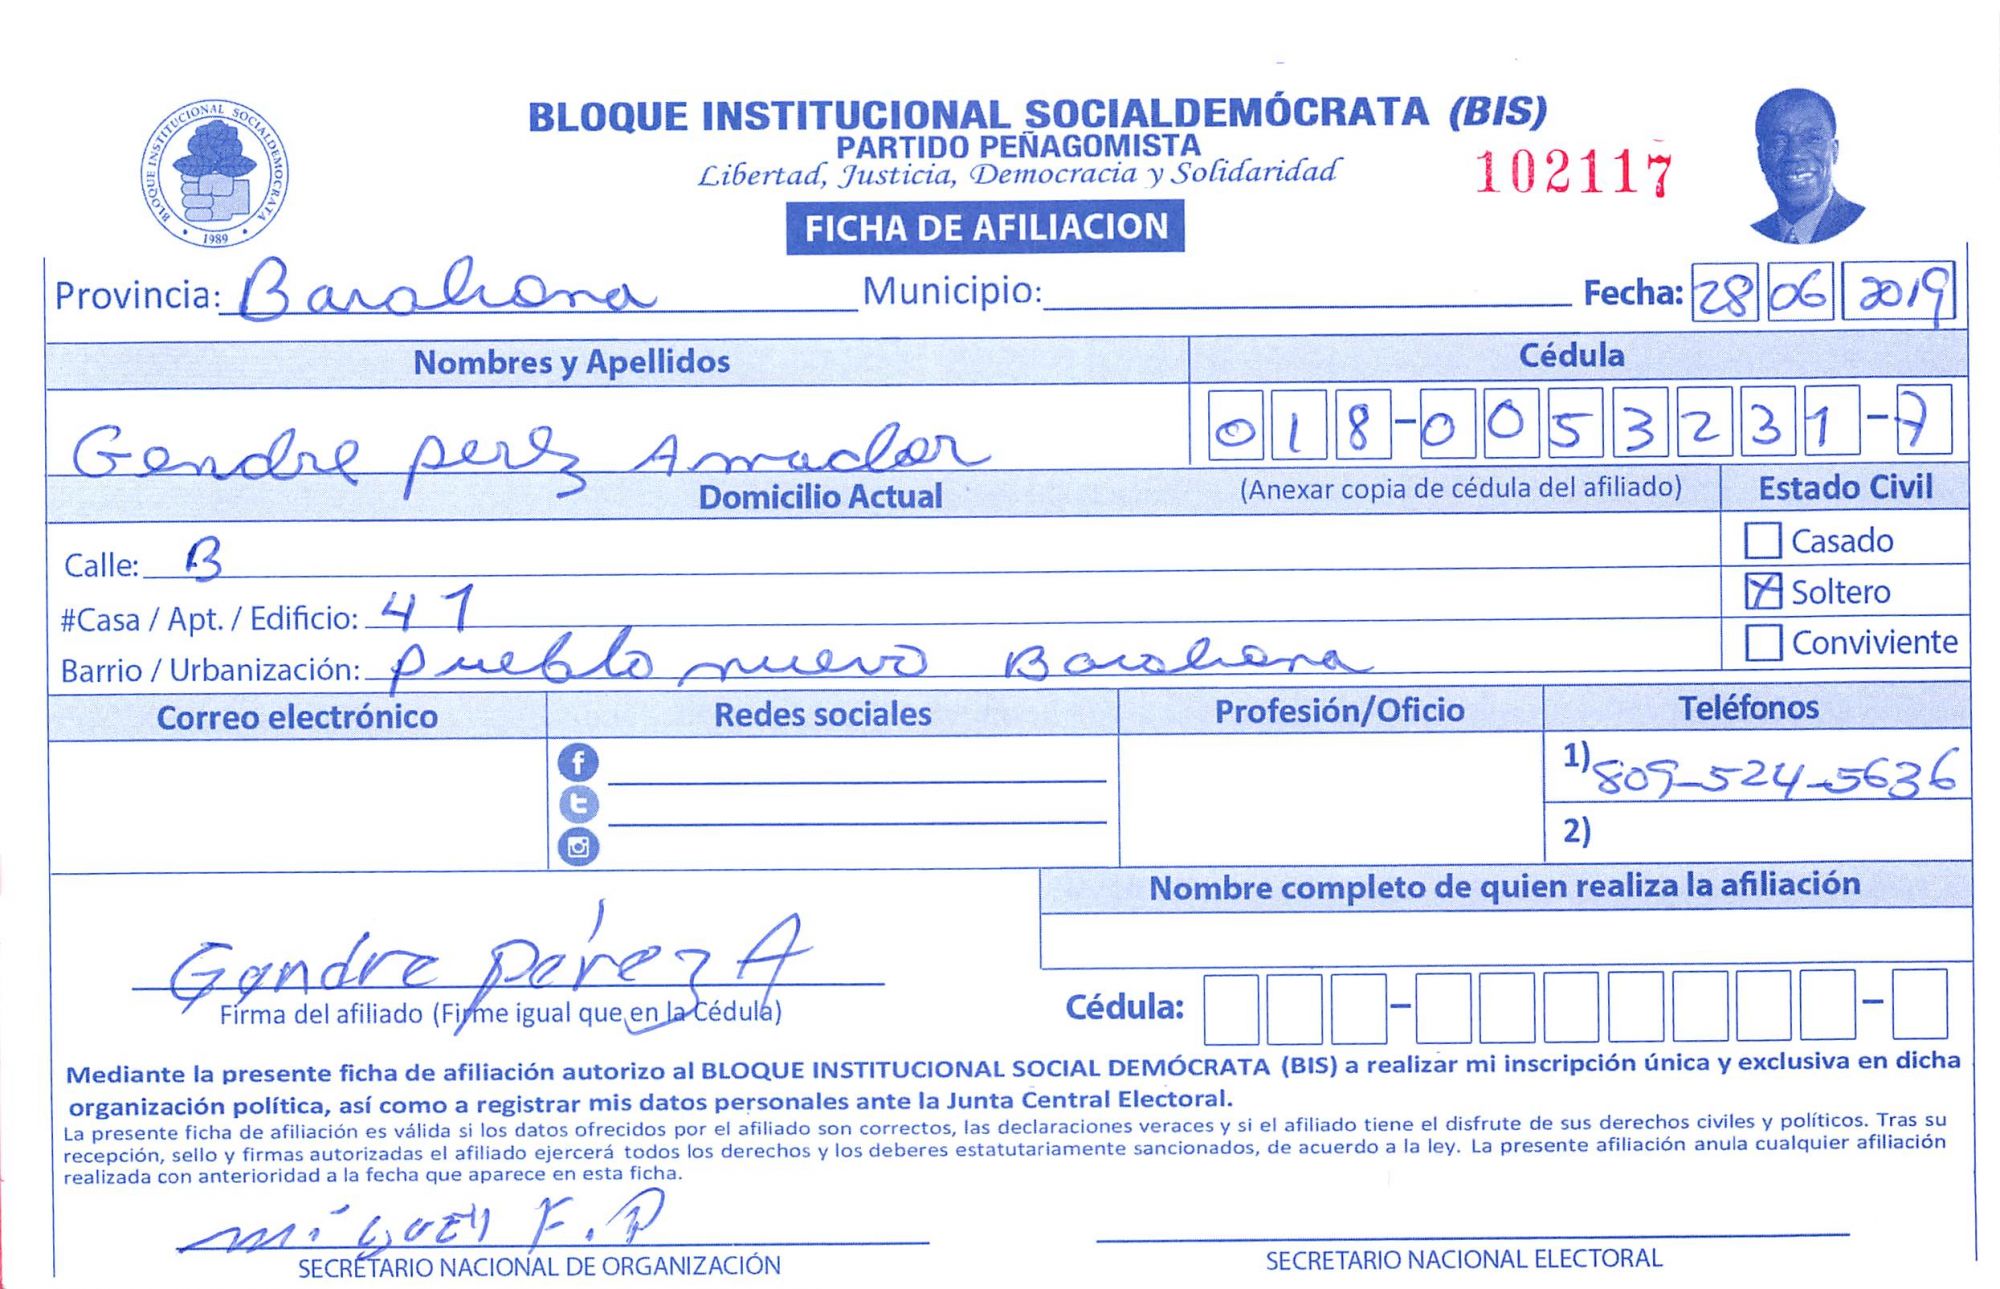 BLOQUE INSTITUCIONAL SOCIALDEMOCRATA
1989
BLOQUE INSTITUCIONAL SOCIALDEMÓCRATA (BIS)
PARTIDO PEÑAGOMISTA
Libertad, Justicia, Democracia y Solidaridad
102117
FICHA DE AFILIACION
Provincia: Barahona Municipio: Fecha: 28 06 2019
Nombres y Apellidos Cédula
Gendre perez Amador 018-0053231-7
Domicilio Actual (Anexar copia de cédula del afiliado) Estado Civil
Calle: B
Casado
#Casa / Apt. / Edificio: 41
X Soltero
Barrio / Urbanización: pueblo nuevo Barahona
Conviviente
Correo electrónico Redes sociales Profesión/Oficio Teléfonos
1) 809-524-5636
2)
Nombre completo de quien realiza la afiliación
Gendre Pérez A
Firma del afiliado (Firme igual que en la Cédula)
Cédula: - -
Mediante la presente ficha de afiliación autorizo al BLOQUE INSTITUCIONAL SOCIAL DEMÓCRATA (BIS) a realizar mi inscripción única y exclusiva en dicha
organización política, así como a registrar mis datos personales ante la Junta Central Electoral.
La presente ficha de afiliación es válida si los datos ofrecidos por el afiliado son correctos, las declaraciones veraces y si el afiliado tiene el disfrute de sus derechos civiles y políticos. Tras su
recepción, sello y firmas autorizadas el afiliado ejercerá todos los derechos y los deberes estatutariamente sancionados, de acuerdo a la ley. La presente afiliación anula cualquier afiliación
realizada con anterioridad a la fecha que aparece en esta ficha.
Miguel F. P
SECRETARIO NACIONAL DE ORGANIZACIÓN SECRETARIO NACIONAL ELECTORAL